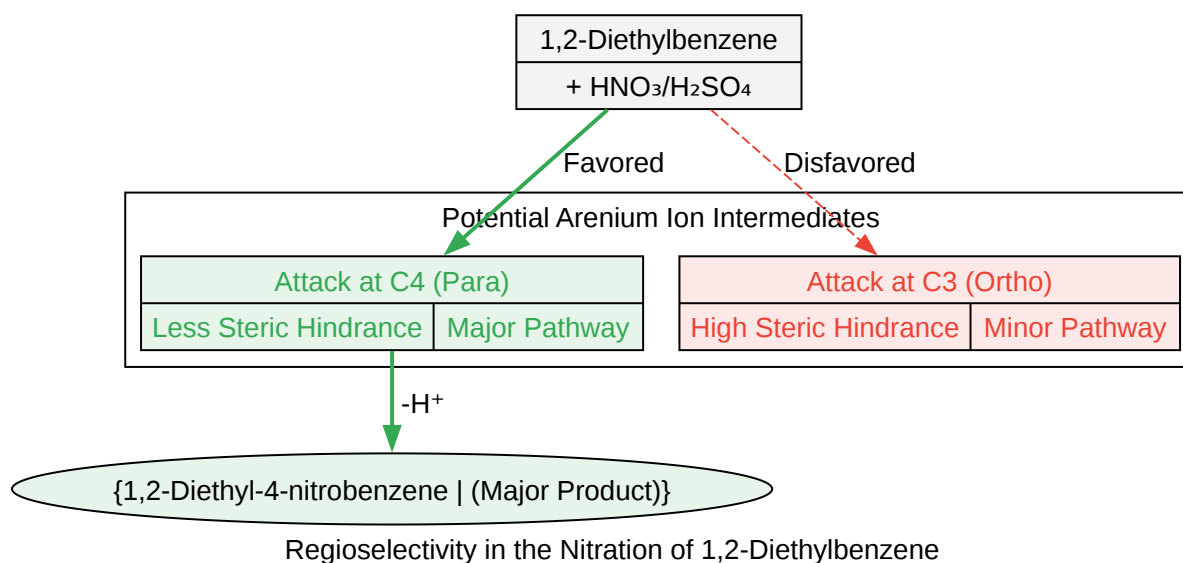 1,2-Diethylbenzene
+ HNO₃/H₂SO₄
Favored
Disfavored
Potential Arenium Ion Intermediates
Attack at C4 (Para)
Less Steric Hindrance
Major Pathway
Attack at C3 (Ortho)
High Steric Hindrance
Minor Pathway
-H⁺
{1,2-Diethyl-4-nitrobenzene | (Major Product)}
Regioselectivity in the Nitration of 1,2-Diethylbenzene